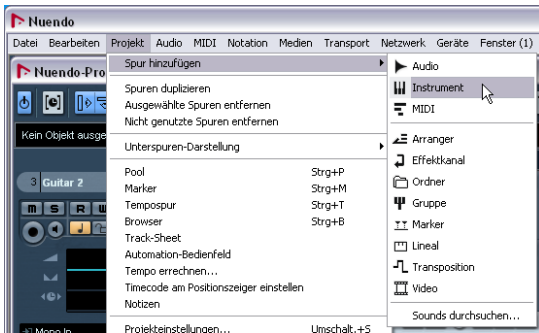 Nuendo
Datei Bearbeiten Projekt Audio MIDI Notation Medien Transport Netzwerk Geräte Fenster (1)
Nuendo-Pro
Kein Objekt ausge
3 Guitar 2
m S R W
Mono In
Spur hinzufügen
Spuren duplizieren
Ausgewählte Spuren entfernen
Nicht genutzte Spuren entfernen
Unterspuren-Darstellung
Pool Strg+P
Marker Strg+M
Tempospur Strg+T
Browser Strg+B
Track-Sheet
Automation-Bedienfeld
Tempo errechnen...
Timecode am Positionszeiger einstellen
Notizen
Projekteinstellungen... Umschalt.+S
Audio
Instrument
MIDI
Arranger
Effektkanal
Ordner
Gruppe
Marker
Lineal
Transposition
Video
Sounds durchsuchen...